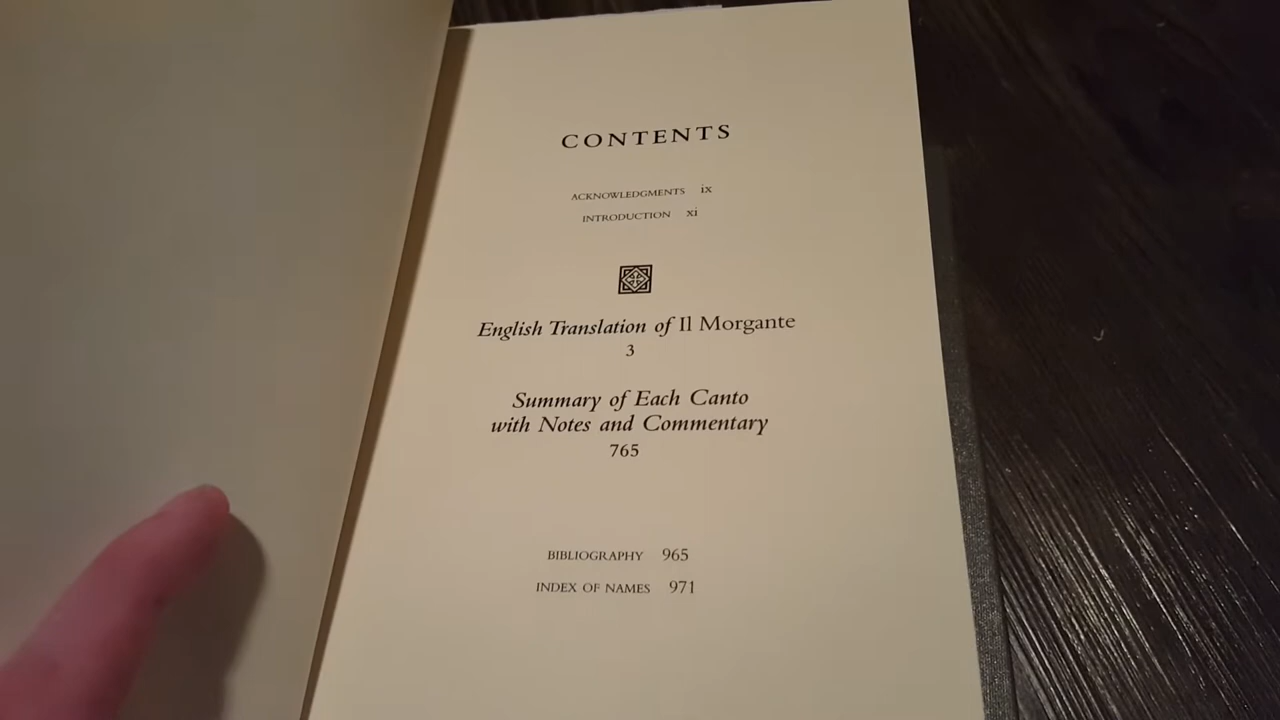 CONTENTS
ACKNOWLEDGMENTS ix
INTRODUCTION xi
English Translation of Il Morgante
3
Summary of Each Canto
with Notes and Commentary
765
BIBLIOGRAPHY 965
INDEX OF NAMES 971